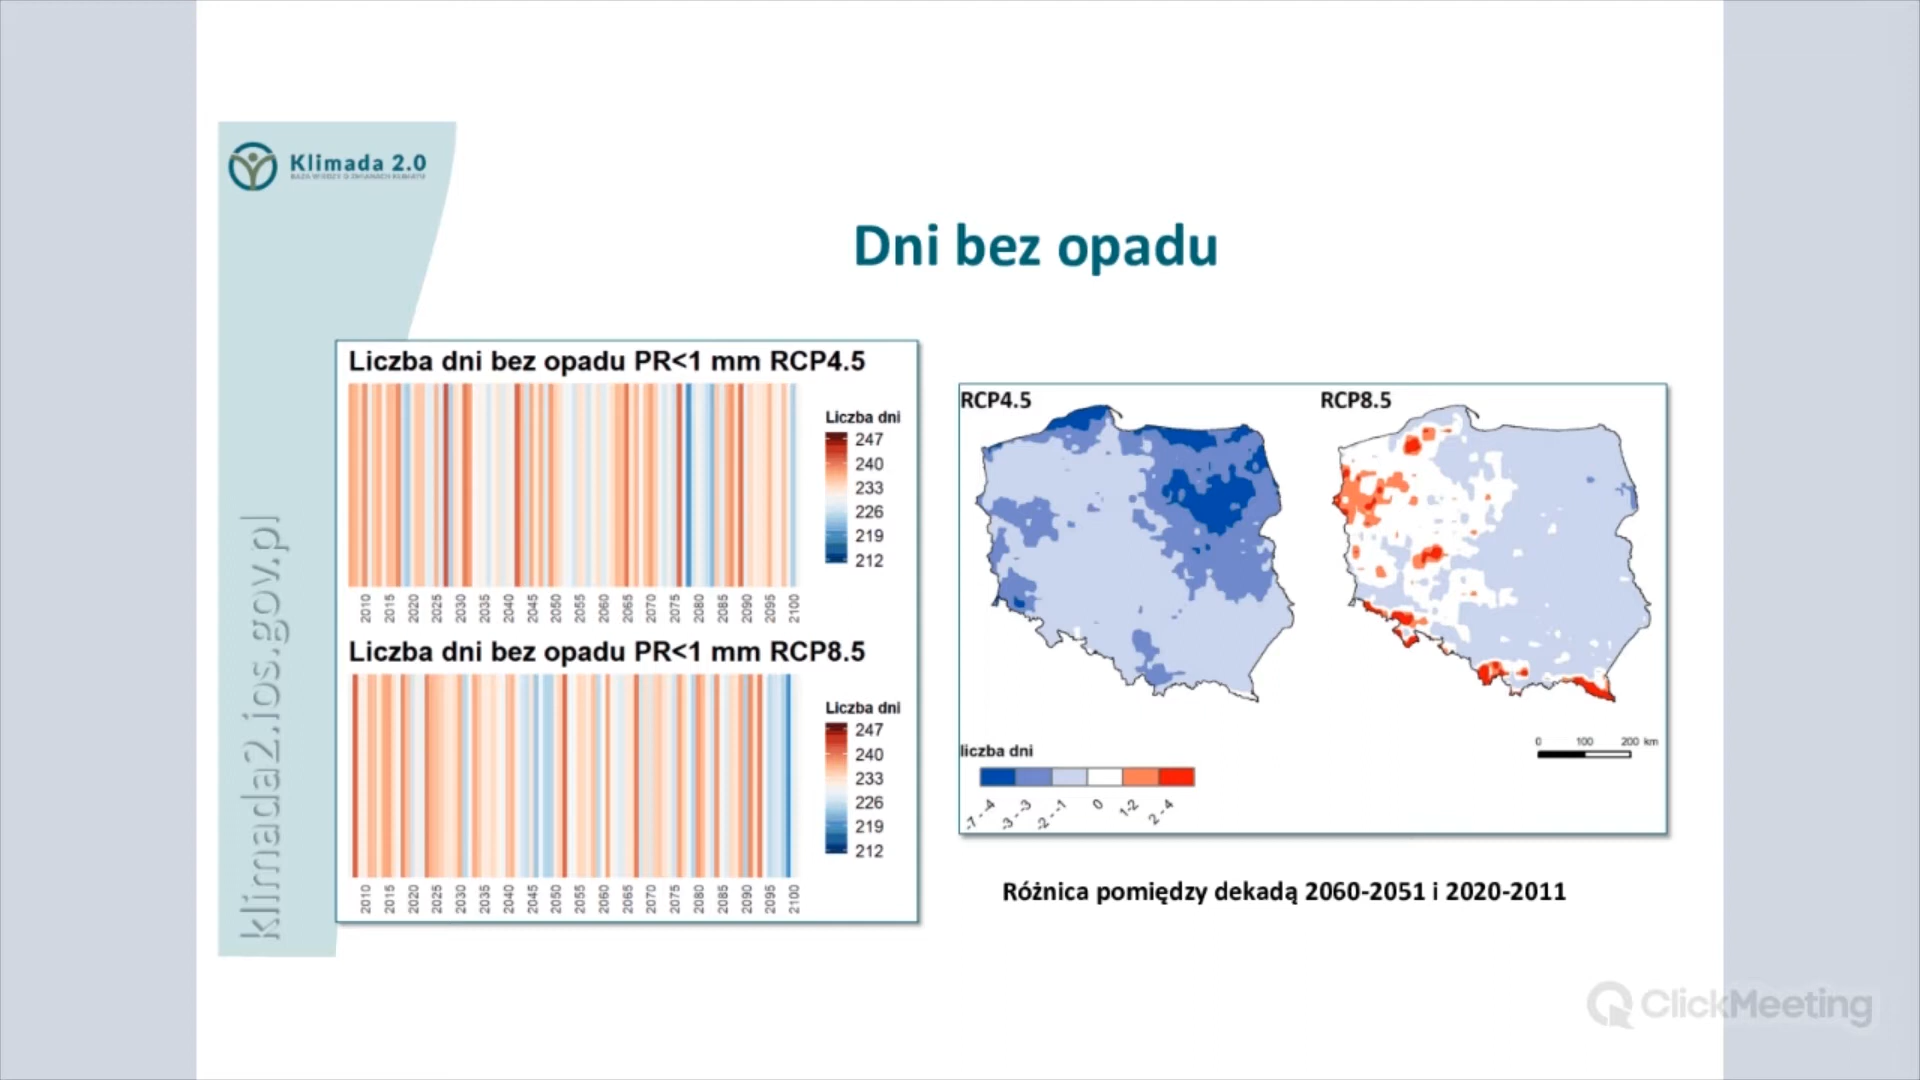 Klimada 2.0
BAZA WIEDZY O ZMIANACH KLIMATU
klimada2.ios.gov.pl
Dni bez opadu
Liczba dni bez opadu PR<1 mm RCP4.5
Liczba dni
247
240
233
226
219
212
2010 2015 2020 2025 2030 2035 2040 2045 2050 2055 2060 2065 2070 2075 2080 2085 2090 2095 2100
Liczba dni bez opadu PR<1 mm RCP8.5
Liczba dni
247
240
233
226
219
212
2010 2015 2020 2025 2030 2035 2040 2045 2050 2055 2060 2065 2070 2075 2080 2085 2090 2095 2100
RCP4.5
RCP8.5
0 100 200 km
liczba dni
-7 - -4 -3 - -3 -2 - -1 0 1-2 2 - 4
Różnica pomiędzy dekadą 2060-2051 i 2020-2011
ClickMeeting